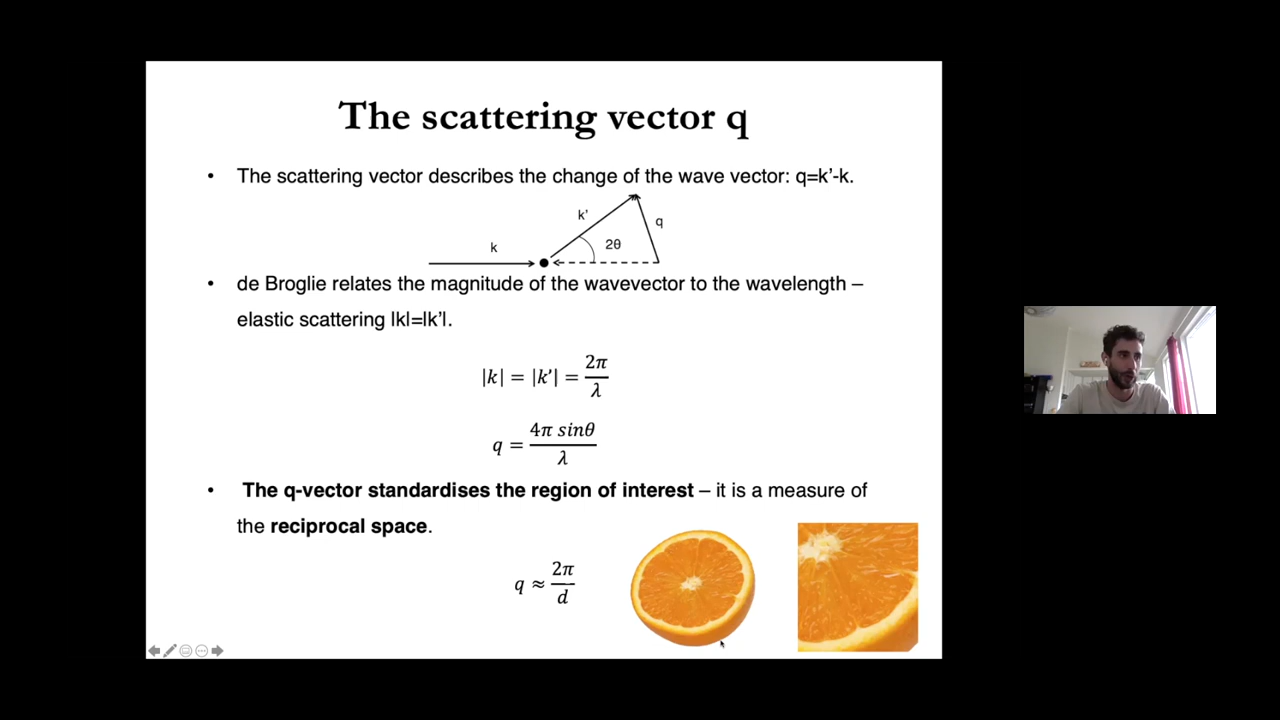 The scattering vector q
• The scattering vector describes the change of the wave vector: q=k’-k.
k’
q
k
2θ
• de Broglie relates the magnitude of the wavevector to the wavelength –
elastic scattering |k|=|k’|.
|k| = |k’| = 2π/λ
q = 4π sinθ/λ
• The q-vector standardises the region of interest – it is a measure of
the reciprocal space.
q ≈ 2π/d